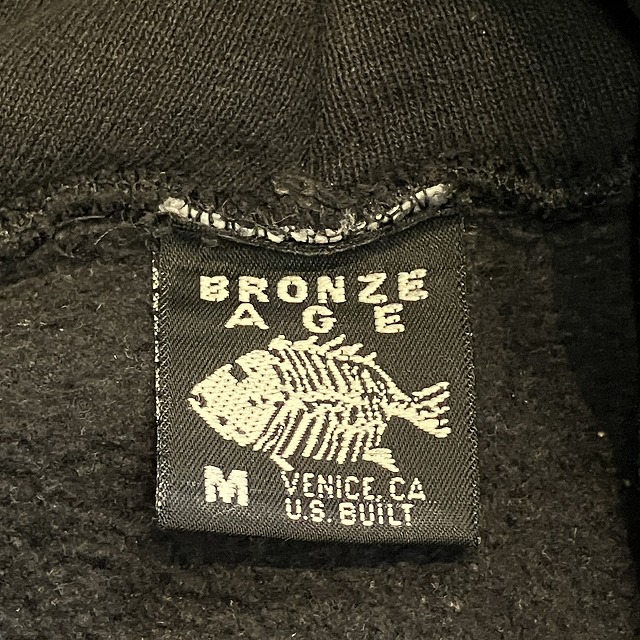 BRONZE
AGE
M
VENICE, CA
U.S. BUILT